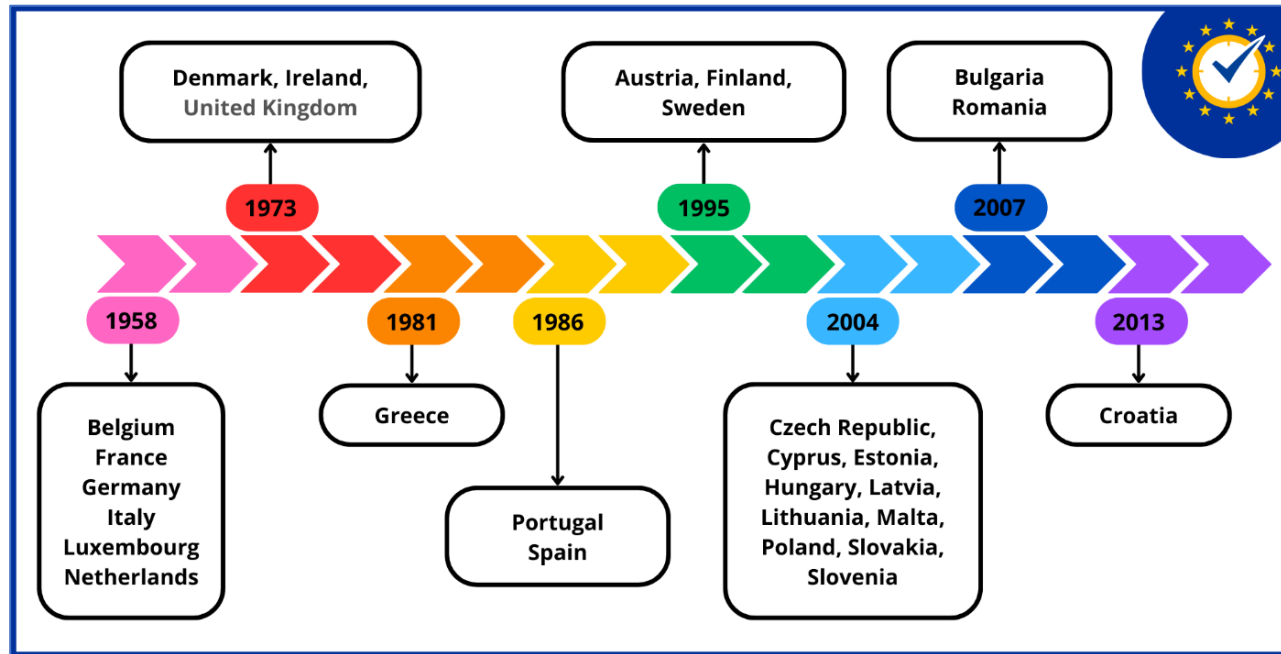 Denmark, Ireland,
United Kingdom
Austria, Finland,
Sweden
Bulgaria
Romania
1973
1995
2007
1958
1981
1986
2004
2013
Belgium
France
Germany
Italy
Luxembourg
Netherlands
Greece
Portugal
Spain
Czech Republic,
Cyprus, Estonia,
Hungary, Latvia,
Lithuania, Malta,
Poland, Slovakia,
Slovenia
Croatia